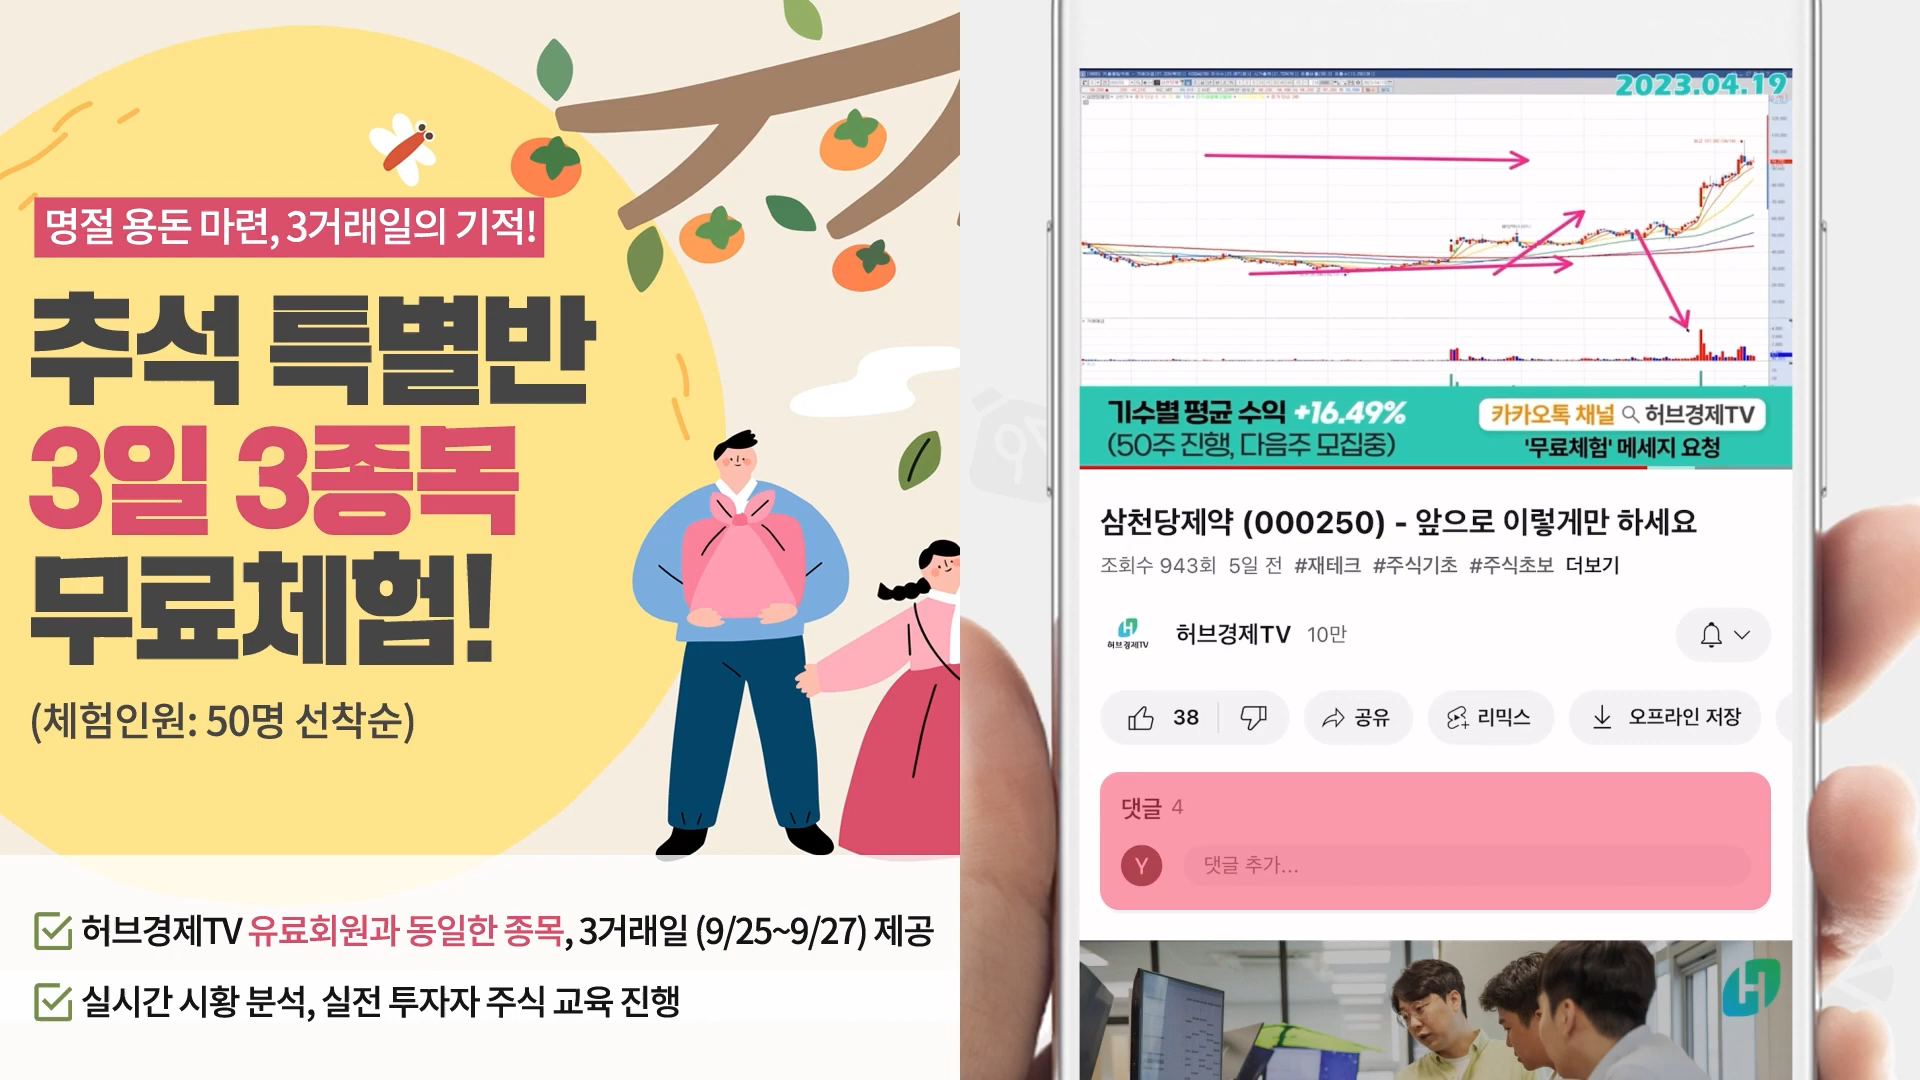 명절 용돈 마련, 3거래일의 기적!
추석 특별반
3일 3종목
무료체험!
(체험인원: 50명 선착순)
허브경제TV 유료회원과 동일한 종목, 3거래일 (9/25~9/27) 제공
실시간 시황 분석, 실전 투자자 주식 교육 진행
2023.04.19
기수별 평균 수익 +16.49%
(50주 진행, 다음주 모집중)
카카오톡 채널 허브경제TV
'무료체험' 메세지 요청
삼천당제약 (000250) - 앞으로 이렇게만 하세요
조회수 943회 5일 전 #재테크 #주식기초 #주식초보 더보기
허브경제TV
허브경제TV 10만
38
공유
리믹스
오프라인 저장
댓글 4
Y
댓글 추가...